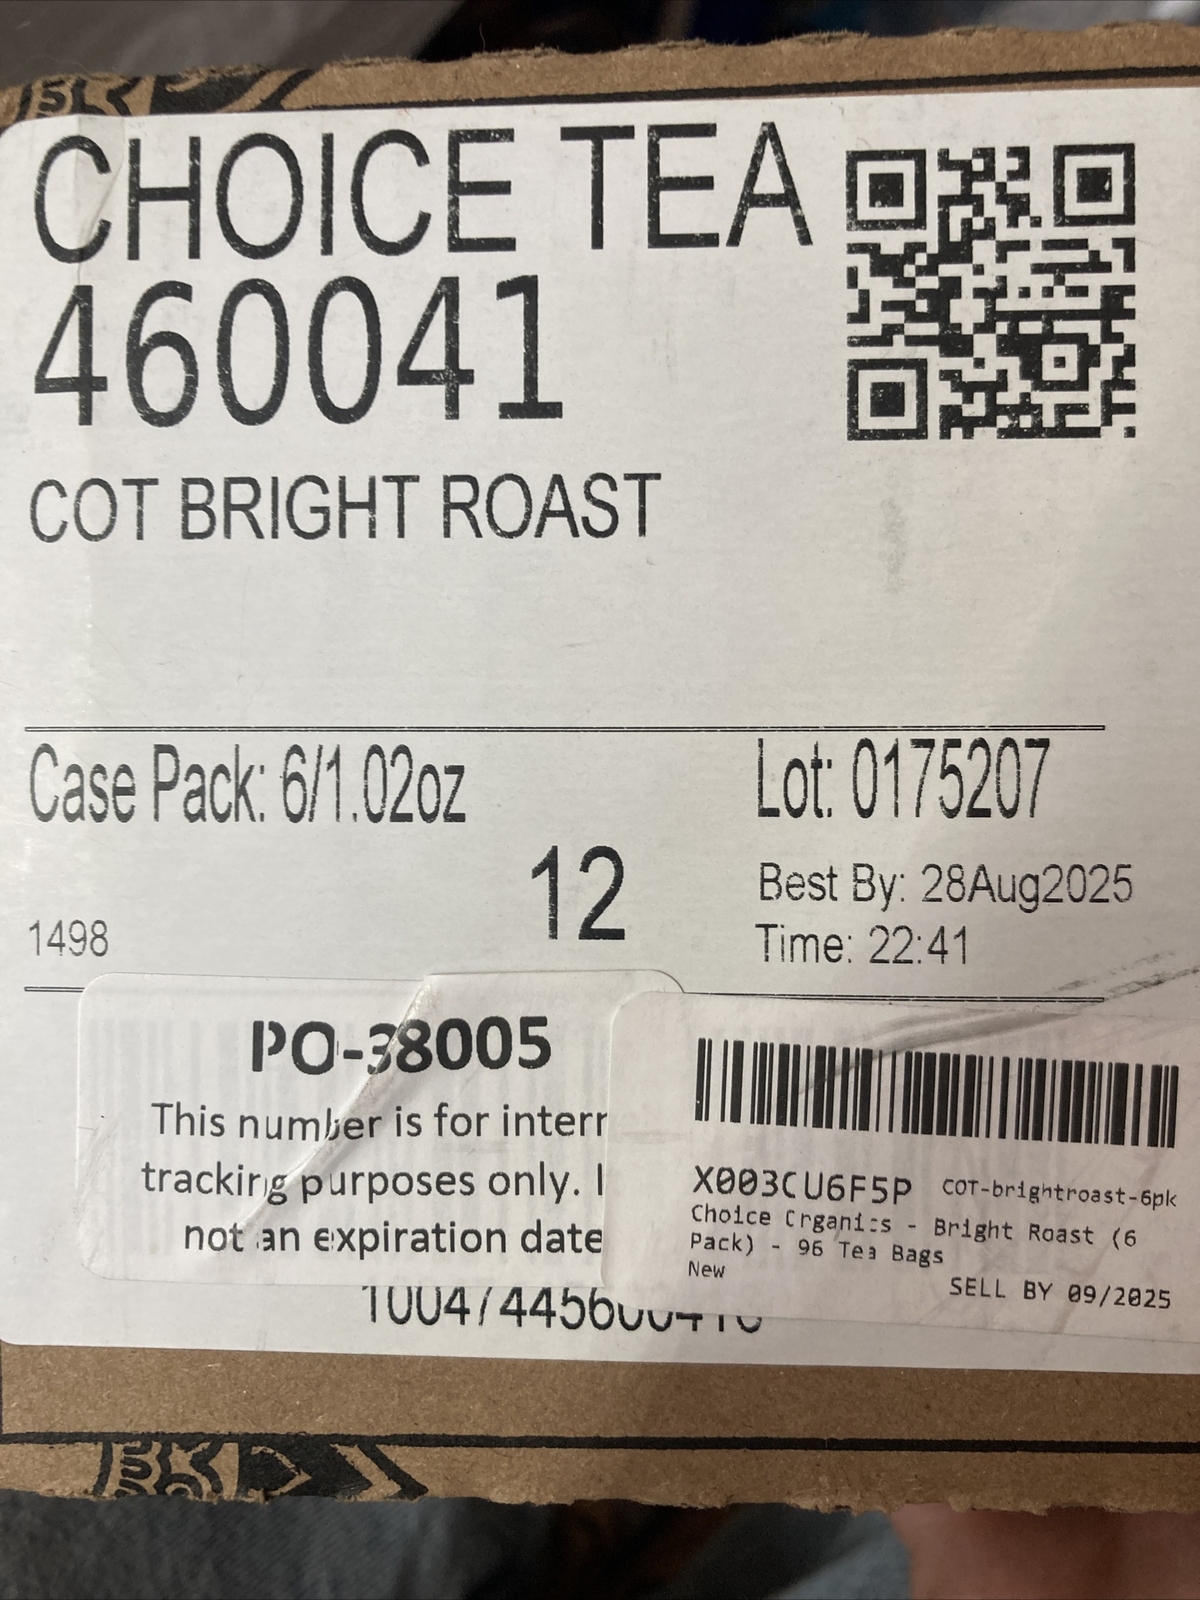 CHOICE TEA
460041
COT BRIGHT ROAST
Case Pack: 6/1.02oz
Lot: 0175207
12
Best By: 28Aug2025
1498
Time: 22:41
PO-38005
This number is for intern
tracking purposes only. I
not an expiration date
X003CU6F5P COT-brightroast-6pk
Choice Organics - Bright Roast (6
Pack) - 96 Tea Bags
New
SELL BY 09/2025